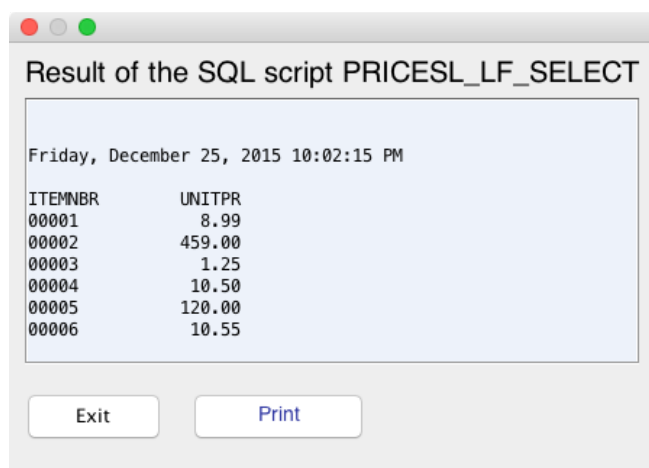 Result of the SQL script PRICESL_LF_SELECT
Friday, December 25, 2015 10:02:15 PM
ITEMNBR UNITPR
00001 8.99
00002 459.00
00003 1.25
00004 10.50
00005 120.00
00006 10.55
Exit Print